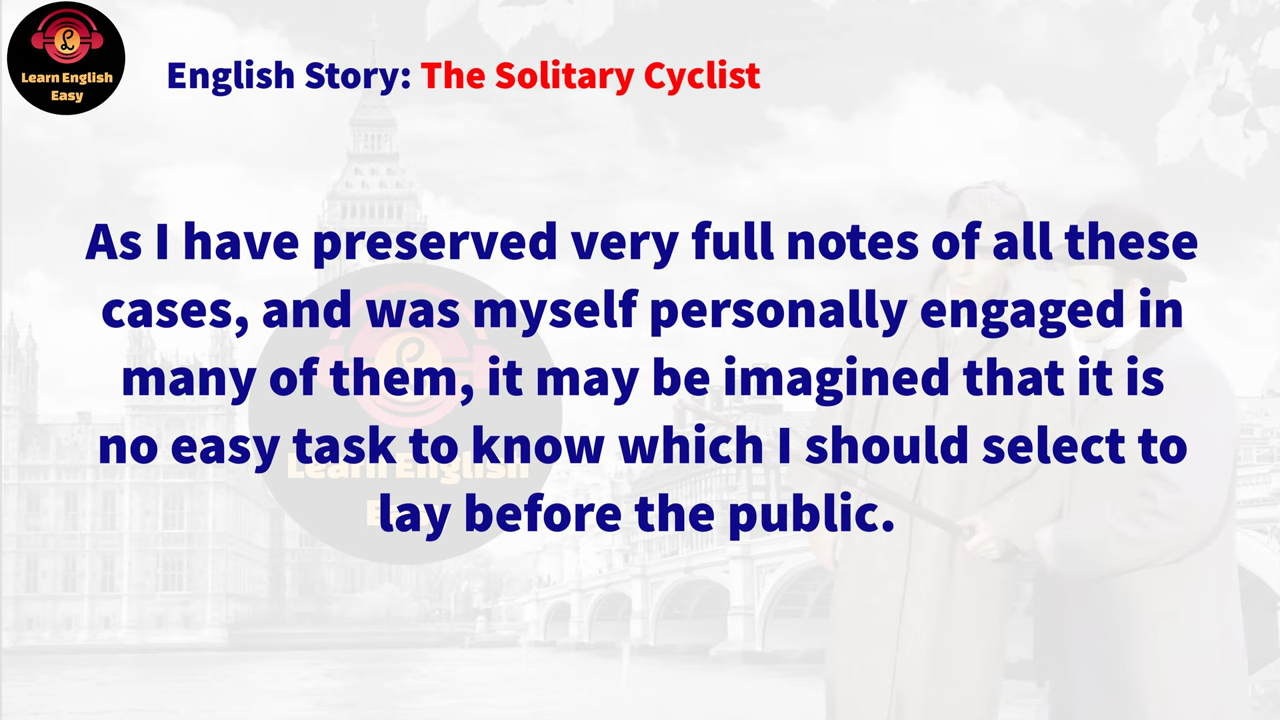 Learn English
Easy
English Story: The Solitary Cyclist
As I have preserved very full notes of all these
cases, and was myself personally engaged in
many of them, it may be imagined that it is
no easy task to know which I should select to
lay before the public.
Learn English